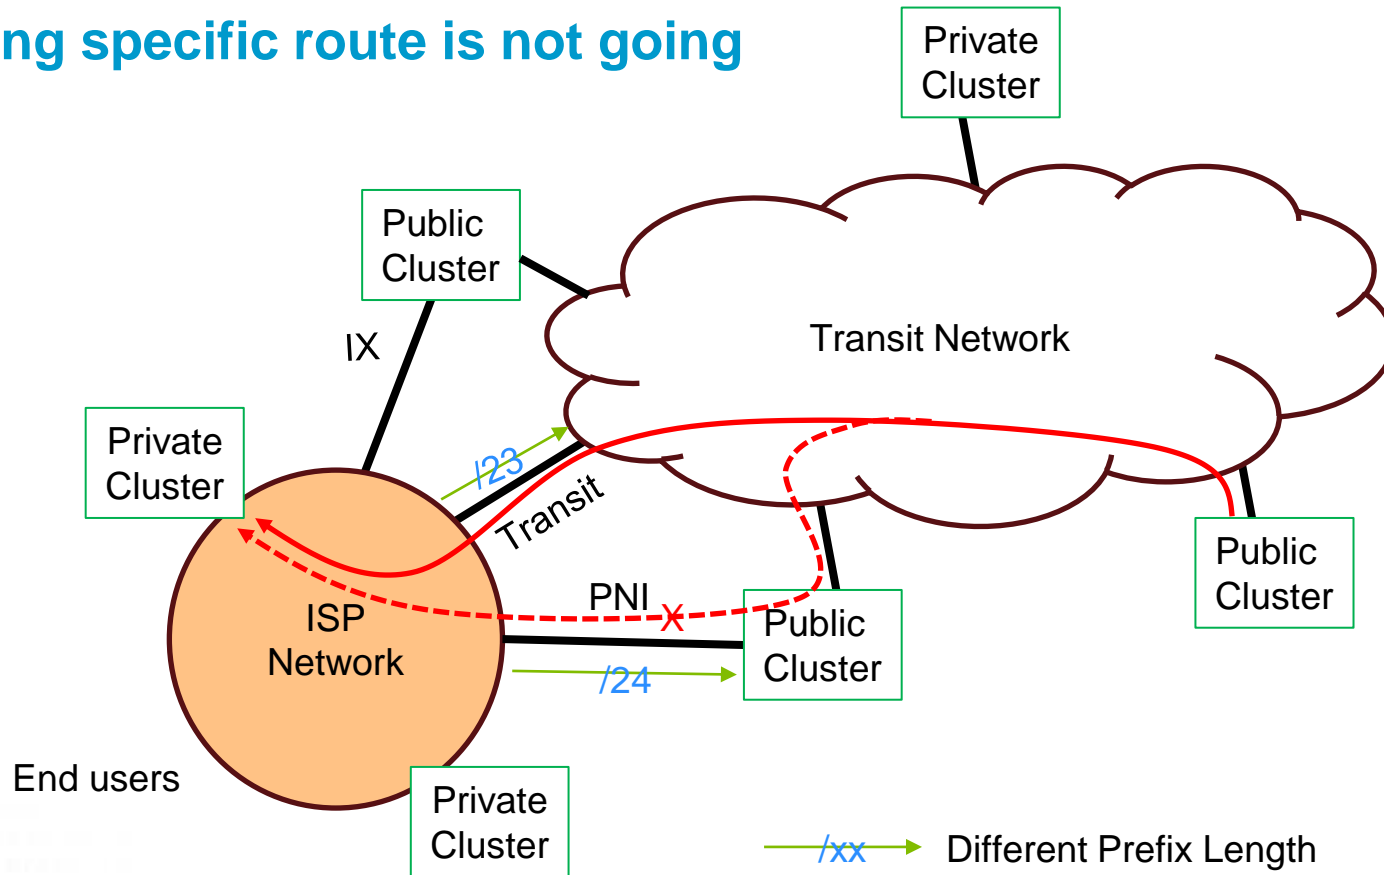 ng specific route is not going
Private
Cluster
Public
Cluster
IX
Transit Network
Private
Cluster
/23
Transit
PNI
X
ISP
Network
/24
Public
Cluster
Public
Cluster
End users
Private
Cluster
/xx
Different Prefix Length